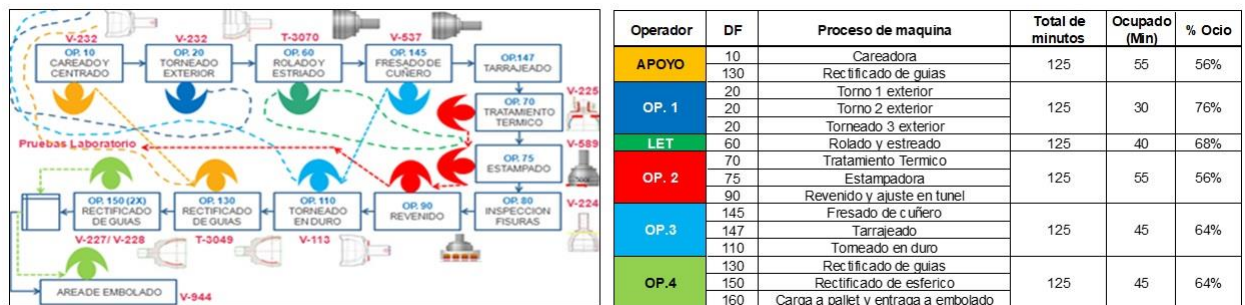 V-232
V-232
T-3070
V-537
OP. 10
CAREADO Y
CENTRADO
OP. 20
TORNEADO
EXTERIOR
OP. 60
ROLADO Y
ESTRIADO
OP. 145
FRESADO DE
CUÑERO
OP.147
TARRAJEADO
V-225
OP. 70
TRATAMIENTO
TERMICO
V-589
Pruebas Laboratorio
OP. 75
ESTAMPADO
V-224
OP. 150 (2X)
RECTIFICADO
DE GUIAS
OP. 130
RECTIFICADO
DE GUIAS
OP. 110
TORNEADO
EN DURO
OP. 90
REVENIDO
OP. 80
INSPECCION
FISURAS
V-227/ V-228
T-3049
V-113
AREA DE EMBOLADO
V-944
Operador DF Proceso de maquina Total de minutos Ocupado (Min) % Ocio
APOYO 10 Careadora 125 55 56%
130 Rectificado de guias
OP. 1 20 Torno 1 exterior 125 30 76%
20 Torno 2 exterior
20 Torneado 3 exterior
LET 60 Rolado y estreado 125 40 68%
OP. 2 70 Tratamiento Termico 125 55 56%
75 Estampadora
90 Revenido y ajuste en tunel
OP.3 145 Fresado de cuñero 125 45 64%
147 Tarrajeado
110 Torneado en duro
OP.4 130 Rectificado de guias 125 45 64%
150 Rectificado de esferico
160 Carga a pallet y entraga a embolado